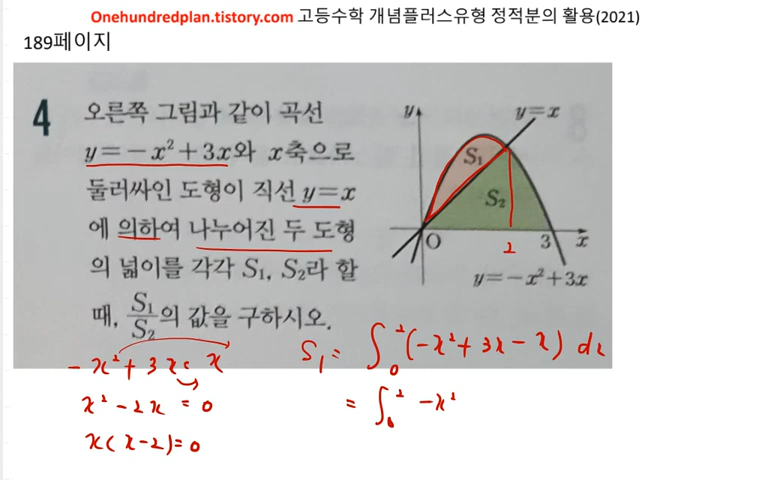 Onehundredplan.tistory.com 고등수학 개념플러스유형 정적분의 활용(2021)
189페이지
4 오른쪽 그림과 같이 곡선
y=-x²+3x와 x축으로
둘러싸인 도형이 직선 y=x
에 의하여 나누어진 두 도형
의 넓이를 각각 S₁, S₂라 할
때, S₁/S₂의 값을 구하시오.
y
y=x
S₁
S₂
O
2
3
x
y=-x²+3x
-x²+3x=x
x²-2x=0
x(x-2)=0
S₁=∫₀²(-x²+3x-x)dx
=∫₀²-x²